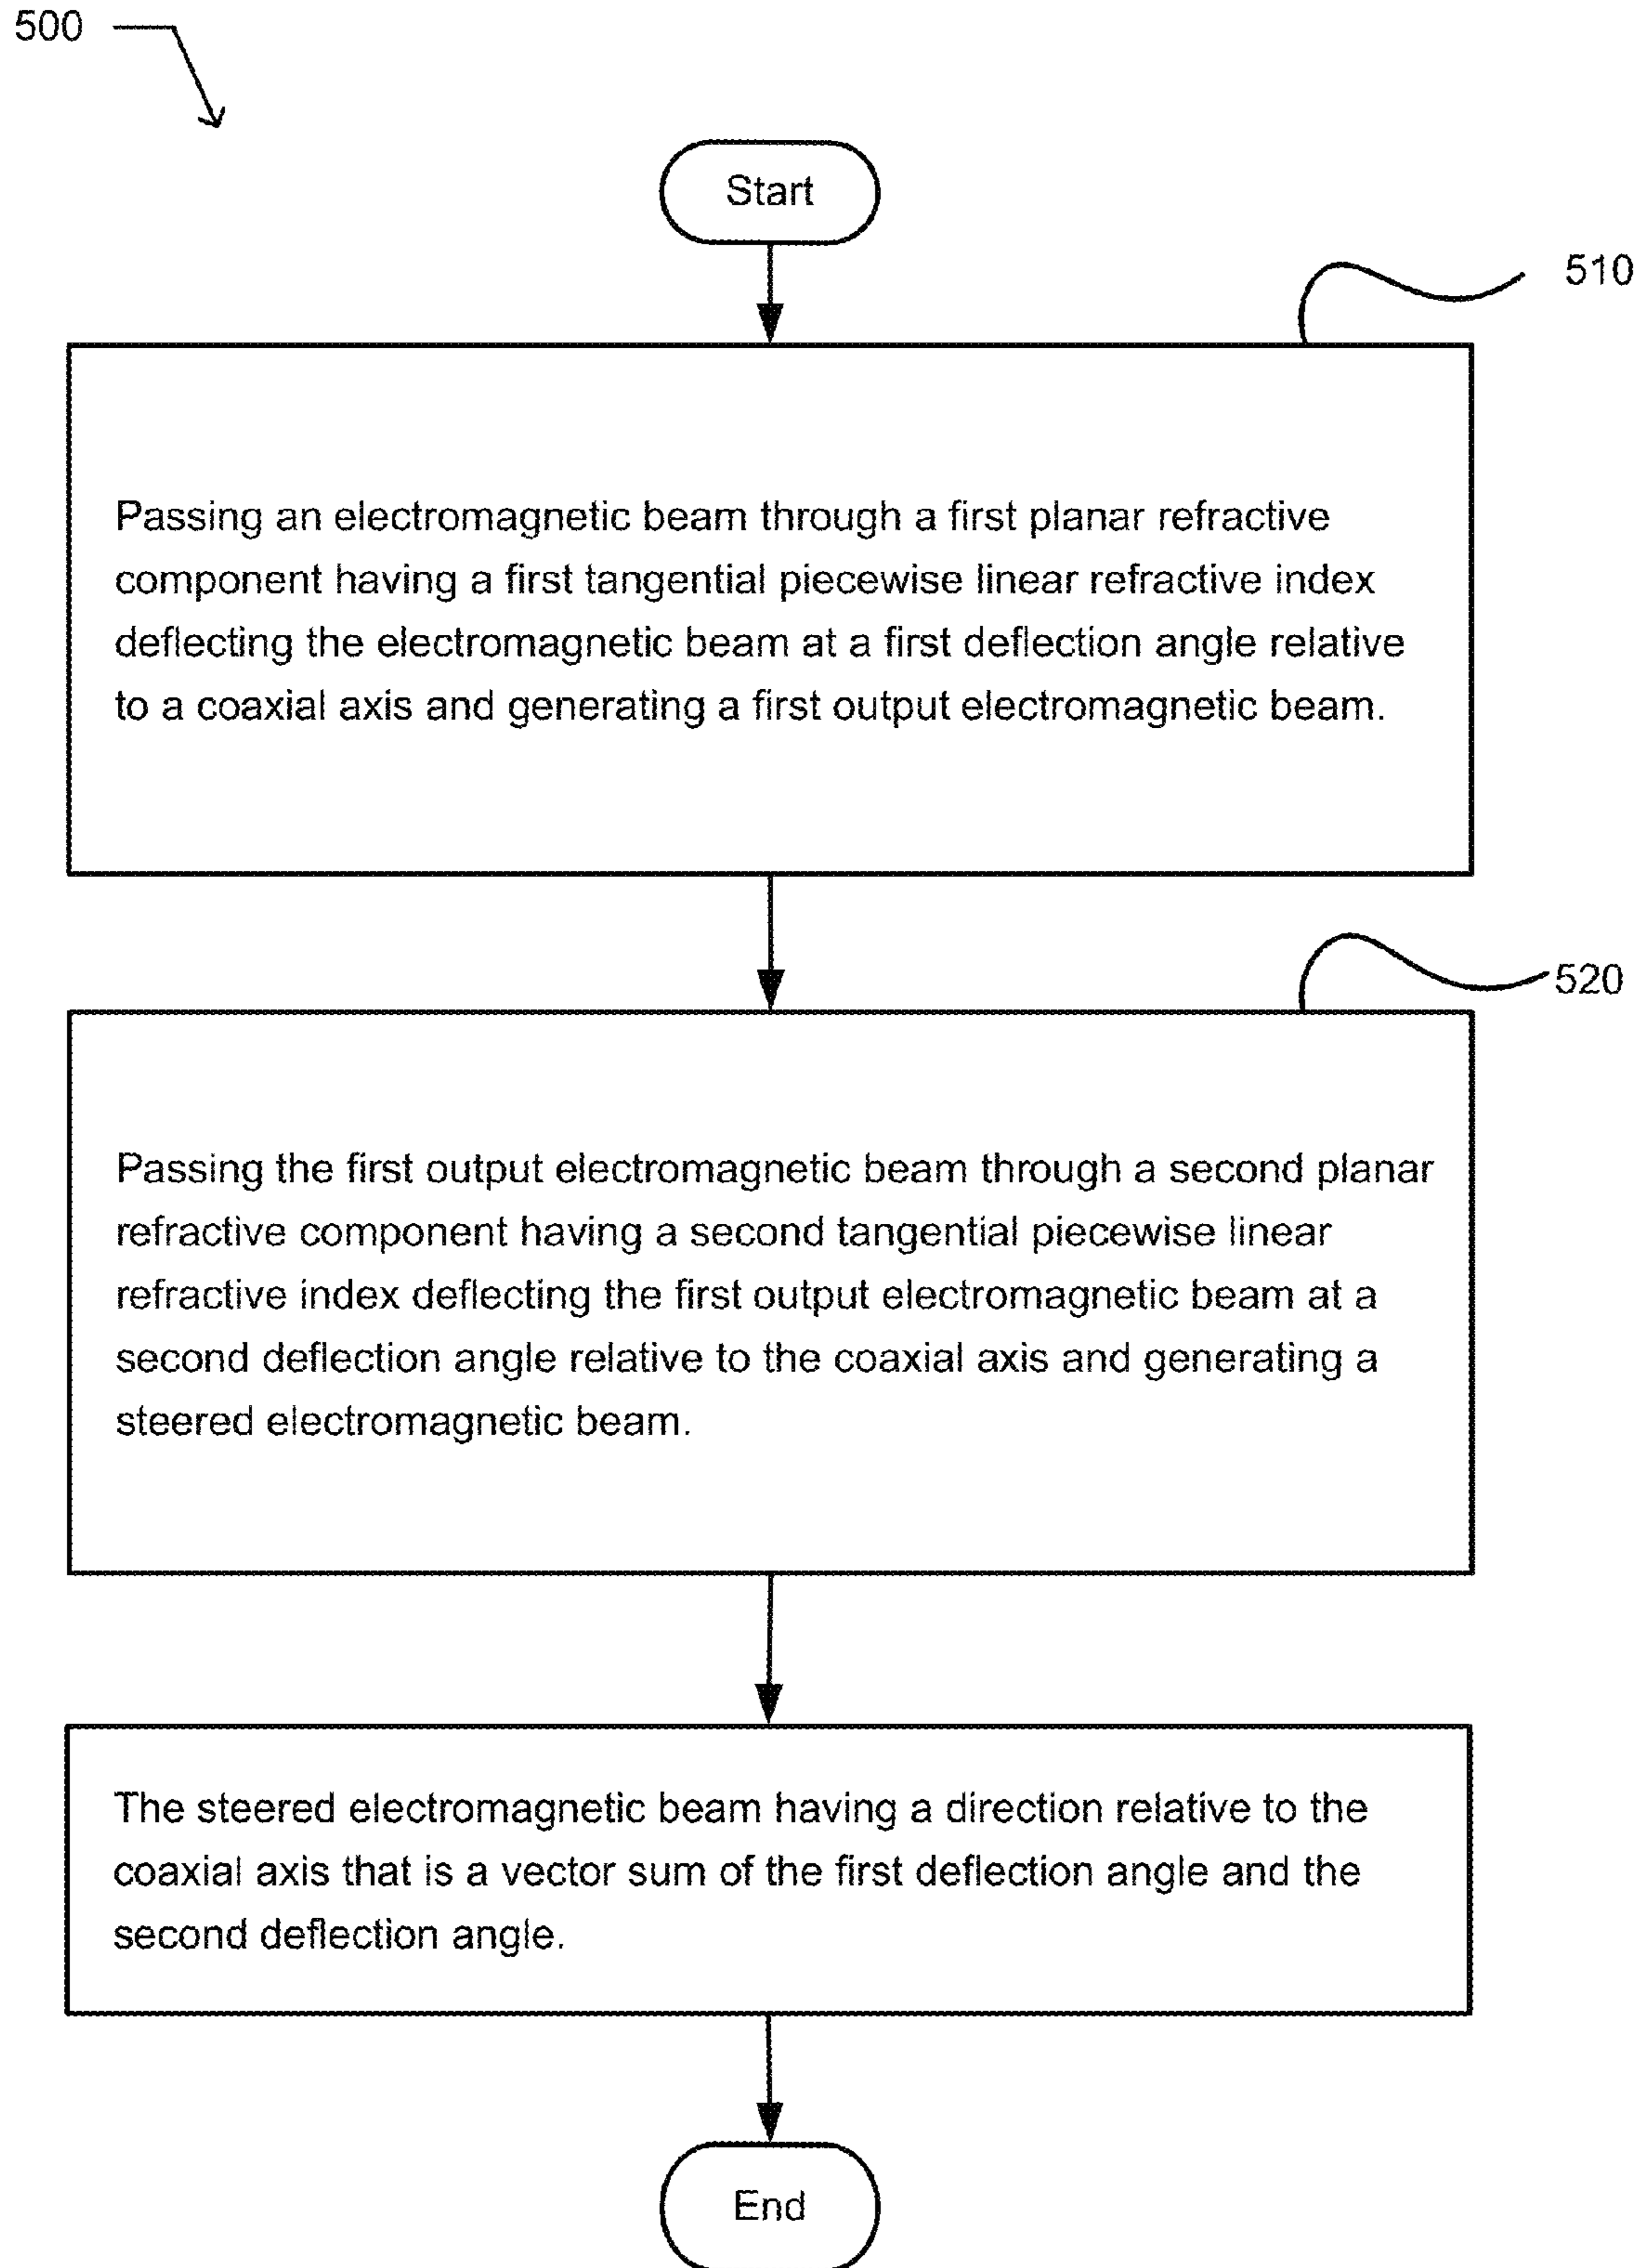 500
Start
510
Passing an electromagnetic beam through a first planar refractive
component having a first tangential piecewise linear refractive index
deflecting the electromagnetic beam at a first deflection angle relative
to a coaxial axis and generating a first output electromagnetic beam.
520
Passing the first output electromagnetic beam through a second planar
refractive component having a second tangential piecewise linear
refractive index deflecting the first output electromagnetic beam at a
second deflection angle relative to the coaxial axis and generating a
steered electromagnetic beam.
The steered electromagnetic beam having a direction relative to the
coaxial axis that is a vector sum of the first deflection angle and the
second deflection angle.
End